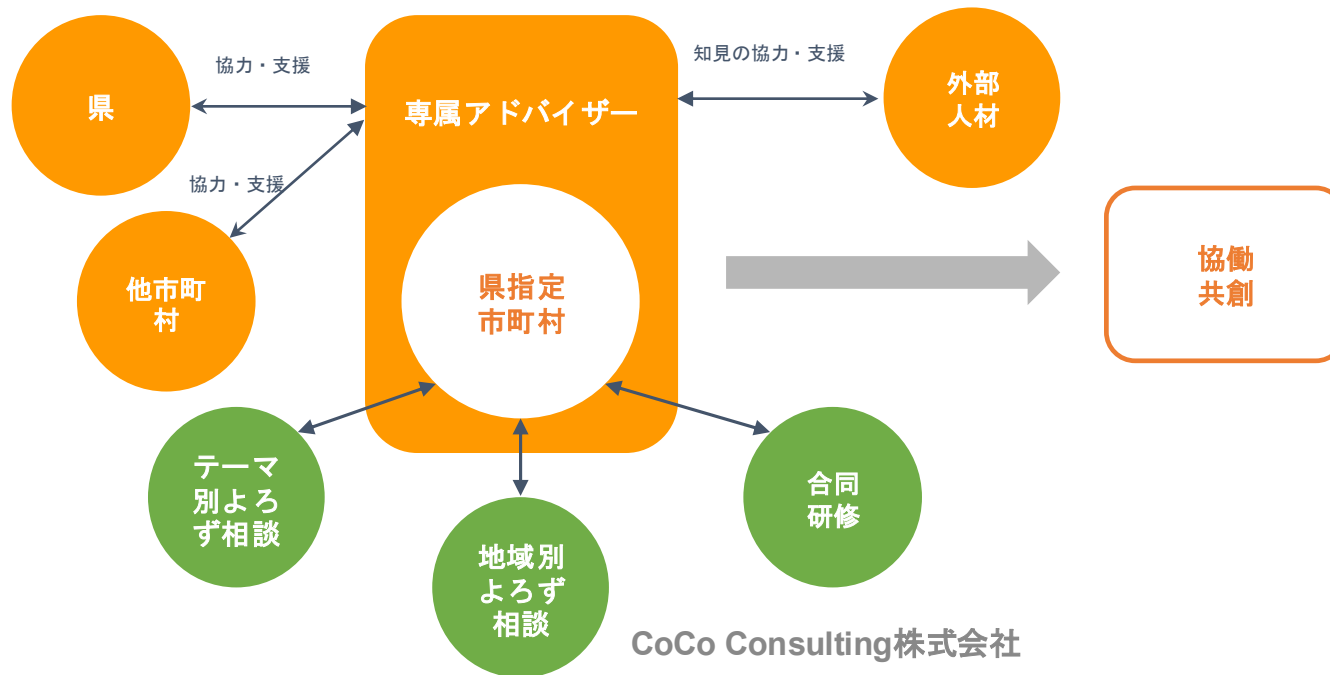 協力・支援
知見の協力・支援
県
専属アドバイザー
外部
人材
協力・支援
他市町
村
県指定
市町村
協働
共創
テーマ
別よろ
ず相談
地域別
よろず
相談
合同
研修
CoCo Consulting株式会社